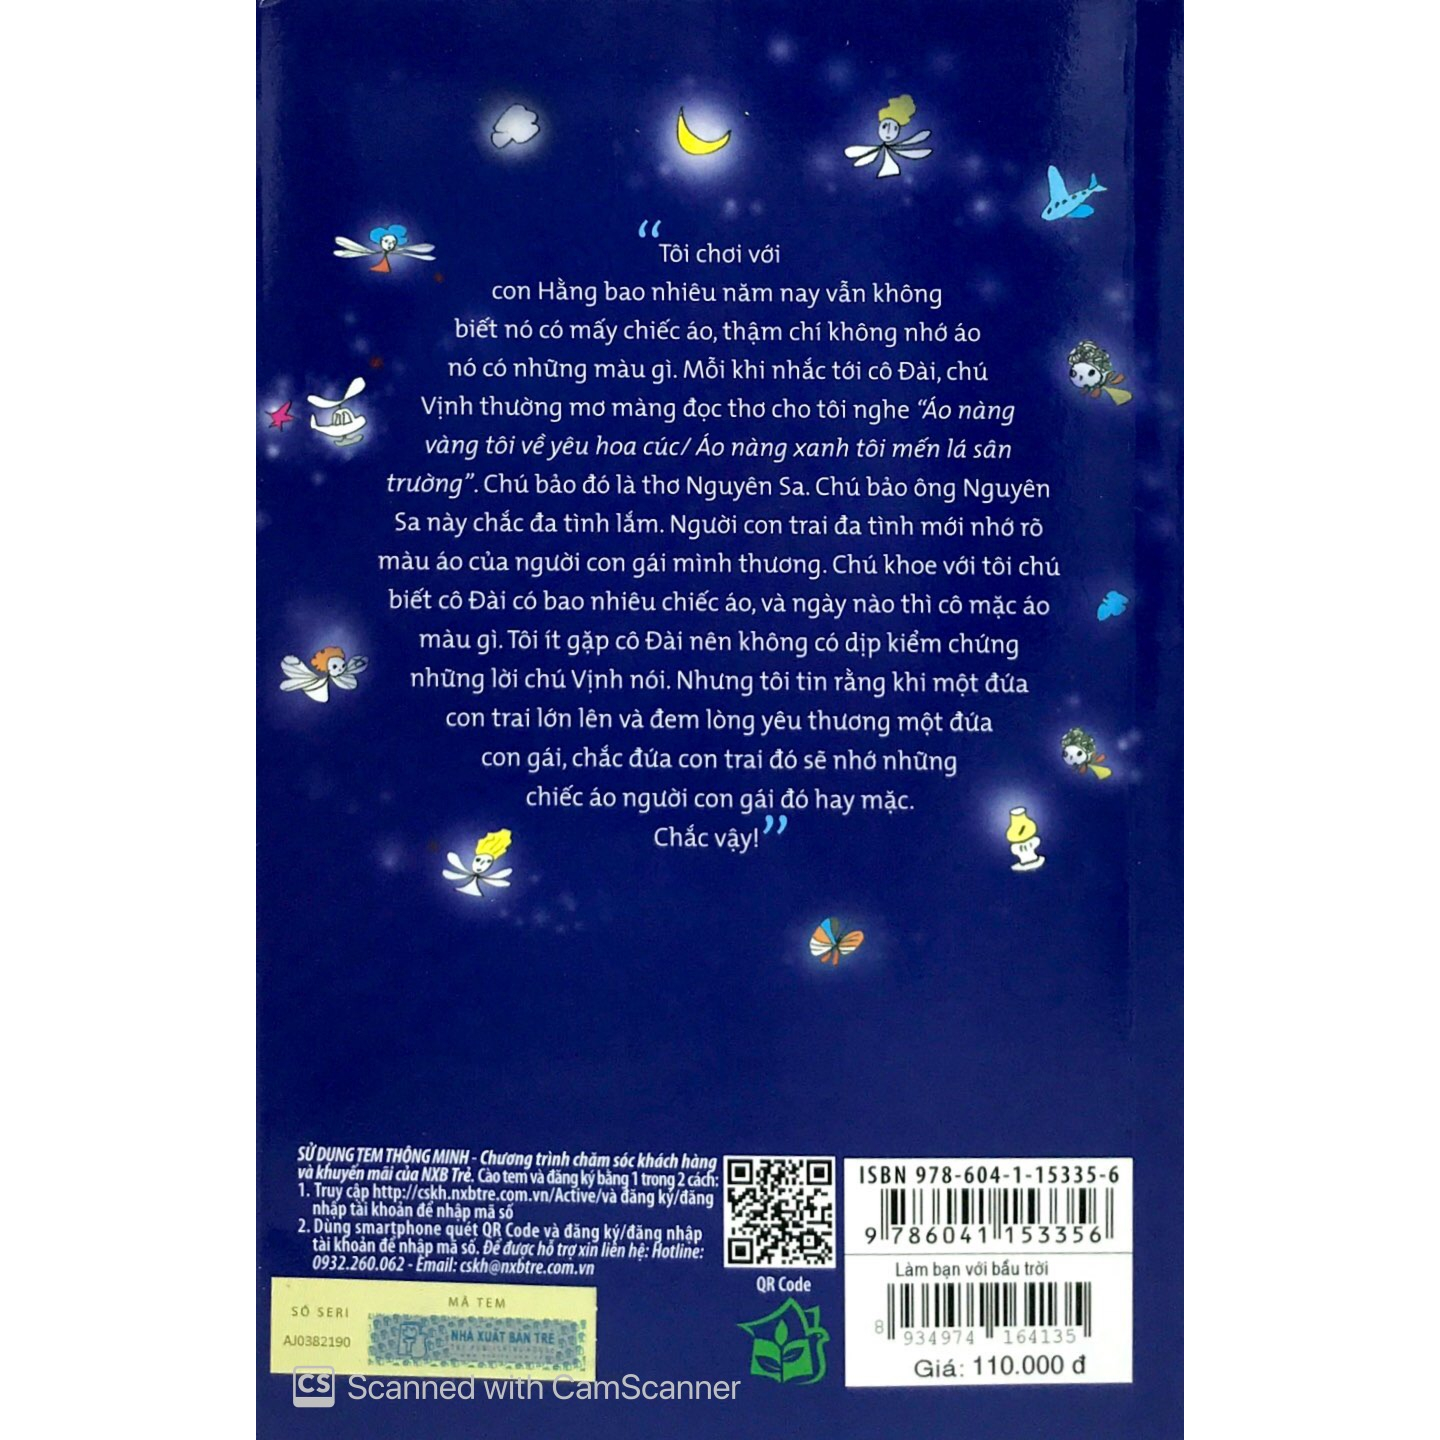 “Tôi chơi với
con Hằng bao nhiêu năm nay vẫn không
biết nó có mấy chiếc áo, thậm chí không nhớ áo
nó có những màu gì. Mỗi khi nhắc tới cô Đài, chú
Vịnh thường mơ màng đọc thơ cho tôi nghe “Áo nàng
vàng tôi về yêu hoa cúc/ Áo nàng xanh tôi mến lá sân
trường”. Chú bảo đó là thơ Nguyên Sa. Chú bảo ông Nguyên
Sa này chắc đa tình lắm. Người con trai đa tình mới nhớ rõ
màu áo của người con gái mình thương. Chú khoe với tôi chú
biết cô Đài có bao nhiêu chiếc áo, và ngày nào thì cô mặc áo
màu gì. Tôi ít gặp cô Đài nên không có dịp kiểm chứng
những lời chú Vịnh nói. Nhưng tôi tin rằng khi một đứa
con trai lớn lên và đem lòng yêu thương một đứa
con gái, chắc đứa con trai đó sẽ nhớ những
chiếc áo người con gái đó hay mặc.
Chắc vậy!”
SỬ DỤNG TEM THÔNG MINH - Chương trình chăm sóc khách hàng
và khuyến mãi của NXB Trẻ. Cào tem và đăng ký bằng 1 trong 2 cách:
1. Truy cập http://cskh.nxbtre.com.vn/Active/và đăng ký/đăng
nhập tài khoản để nhập mã số
2. Dùng smartphone quét QR Code và đăng ký/đăng nhập
tài khoản để nhập mã số. Để được hỗ trợ xin liên hệ: Hotline:
0932.260.062 - Email: cskh@nxbtre.com.vn
QR Code
ISBN 978-604-1-15335-6
9 786041 153356
Làm bạn với bầu trời
8 934974 164135
Giá: 110.000 đ
MÃ TEM
SỐ SERI
AJ0382190
NHÀ XUẤT BẢN TRẺ
CS Scanned with CamScanner